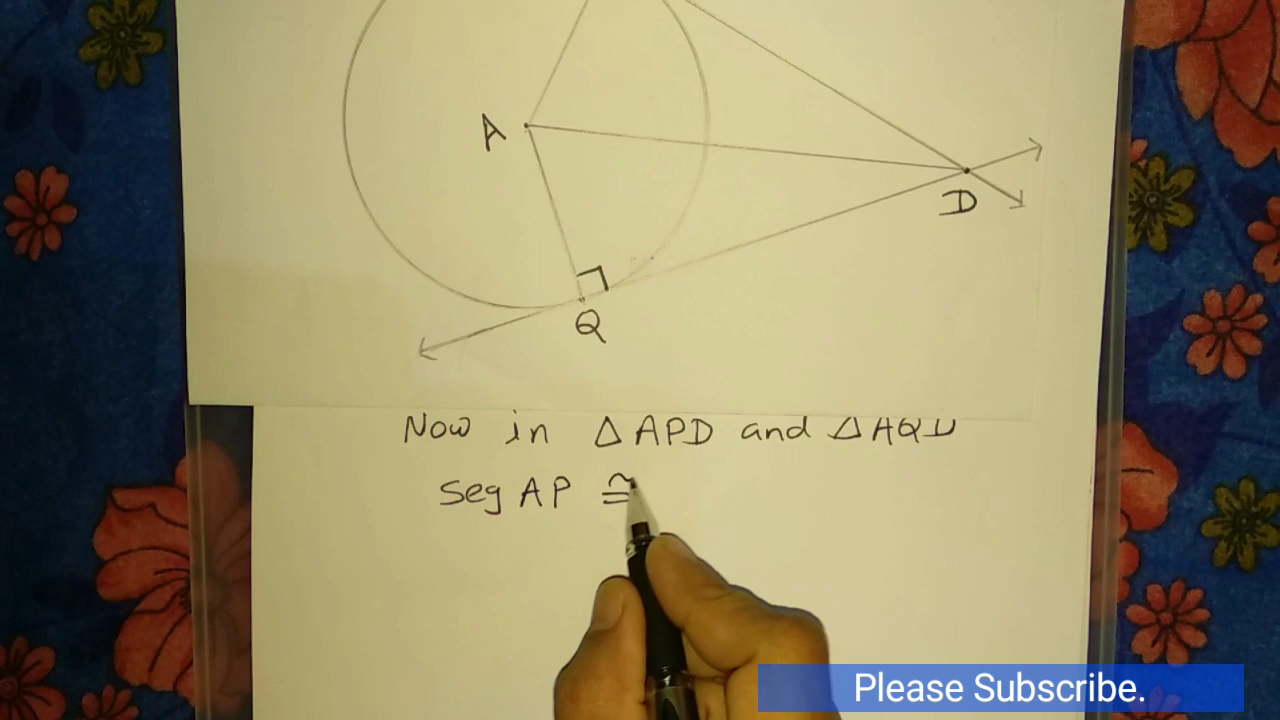 A
D
Q
Now in △APD and △AQD
seg AP ≅
Please Subscribe.